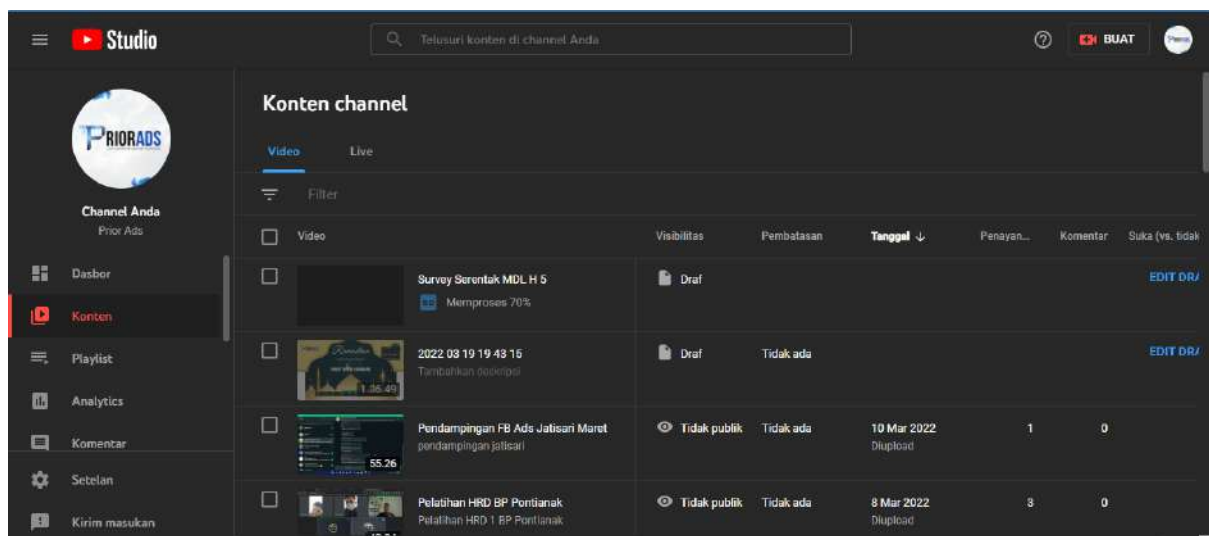 Studio
Telusuri konten di channel Anda
BUAT
PRIORADS
Channel Anda
Prior Ads
Dasbor
Konten
Playlist
Analytics
Komentar
Setelan
Kirim masukan
Konten channel
Video Live
Filter
Video Visibilitas Pembatasan Tanggal ↓ Penayan... Komentar Suka (vs. tidak
Survey Serentak MDL H 5 Draf EDIT DRA
Memproses 70%
2022 03 19 19 43 15 Draf Tidak ada EDIT DRA
Tambahkan deskripsi
Ramadhan
1.36.49
Pendampingan FB Ads Jatisari Maret Tidak publik Tidak ada 10 Mar 2022 1 0
pendampingan jatisari Diupload
55.26
Pelatihan HRD BP Pontianak Tidak publik Tidak ada 8 Mar 2022 3 0
Pelatihan HRD 1 BP Pontianak Diupload